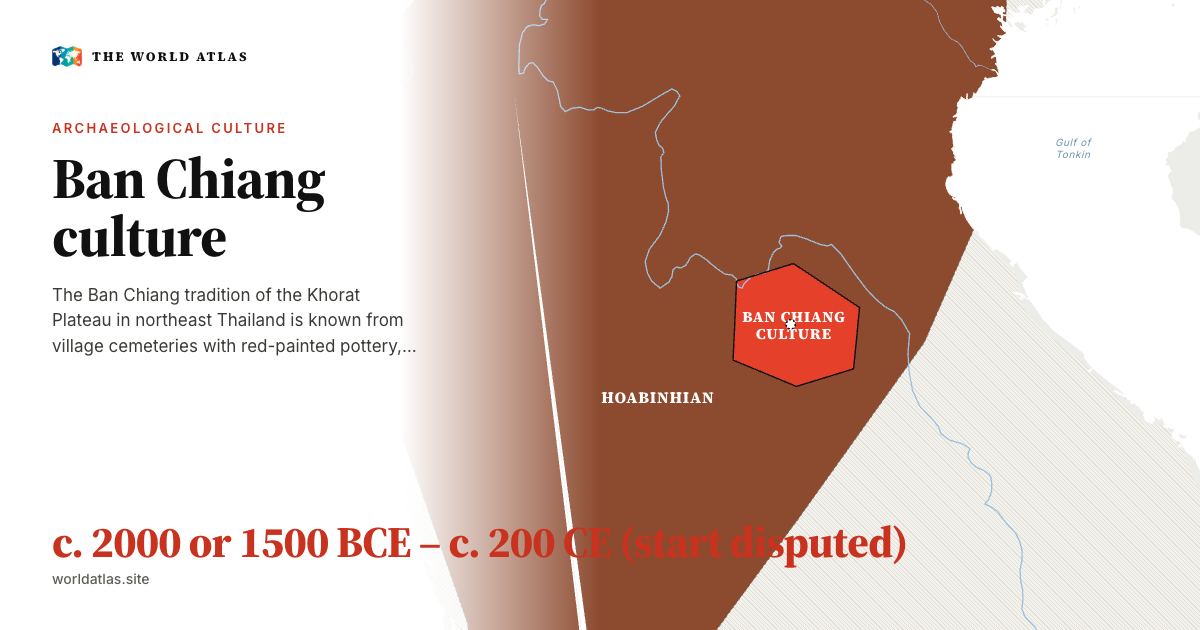 THE WORLD ATLAS
ARCHAEOLOGICAL CULTURE
Ban Chiang
culture
The Ban Chiang tradition of the Khorat
Plateau in northeast Thailand is known from
village cemeteries with red-painted pottery,...
c. 2000 or 1500 BCE – c. 200 CE (start disputed)
worldatlas.site
Gulf of
Tonkin
BAN CHIANG
CULTURE
HOABINHIAN